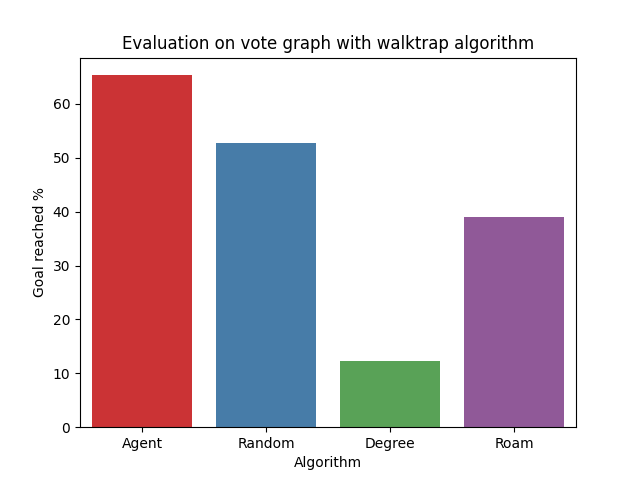 Evaluation on vote graph with walktrap algorithm
Goal reached %
60
50
40
30
20
10
0
Agent Random Degree Roam
Algorithm